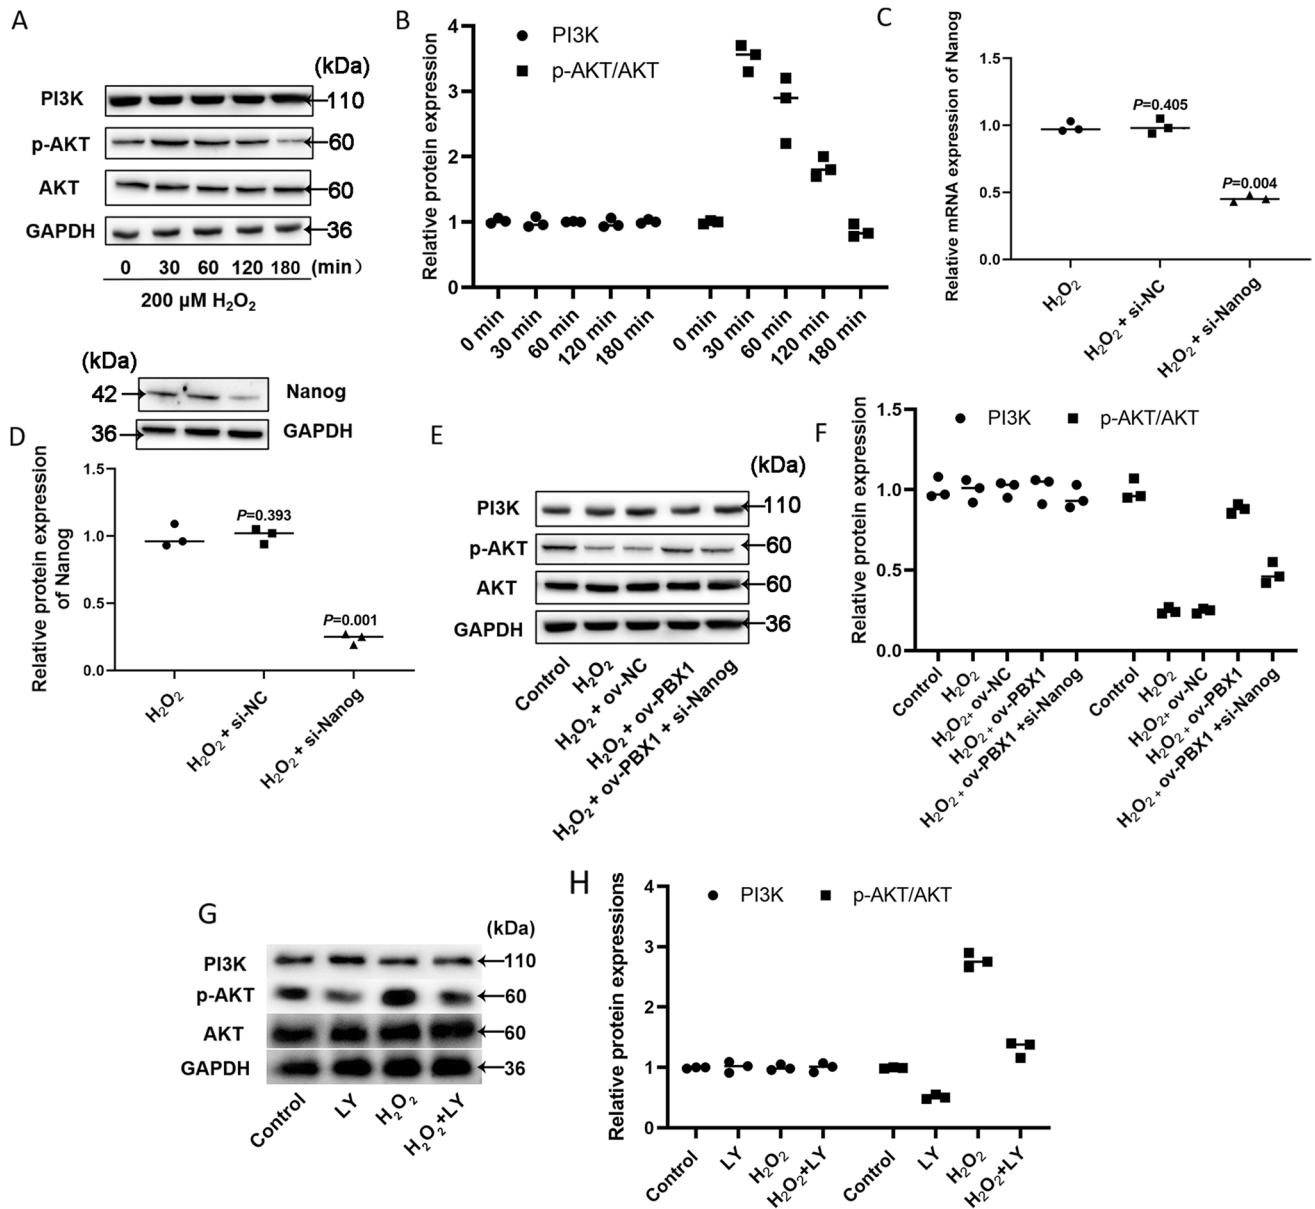 A
(kDa)
PI3K
110
p-AKT
60
AKT
60
GAPDH
36
0 30 60 120 180 (min）
200 μM H₂O₂
B
Relative protein expression
PI3K
p-AKT/AKT
4
3
2
1
0
0 min
30 min
60 min
120 min
180 min
0 min
30 min
60 min
120 min
180 min
C
Relative mRNA expression of Nanog
1.5
1.0
0.5
0.0
P=0.405
P=0.004
H₂O₂
H₂O₂ + si-NC
H₂O₂ + si-Nanog
D
(kDa)
42
Nanog
36
GAPDH
Relative protein expression
of Nanog
1.5
1.0
0.5
0.0
P=0.393
P=0.001
H₂O₂
H₂O₂ + si-NC
H₂O₂ + si-Nanog
E
(kDa)
PI3K
110
p-AKT
60
AKT
60
GAPDH
36
Control
H₂O₂
H₂O₂ + ov-NC
H₂O₂ + ov-PBX1
H₂O₂ + ov-PBX1 + si-Nanog
F
Relative protein expression
PI3K
p-AKT/AKT
1.5
1.0
0.5
0.0
Control
H₂O₂
H₂O₂+ ov-NC
H₂O₂ + ov-PBX1
H₂O₂ + ov-PBX1 +si-Nanog
Control
H₂O₂
H₂O₂+ ov-NC
H₂O₂ + ov-PBX1
H₂O₂ + ov-PBX1 +si-Nanog
G
(kDa)
PI3K
110
p-AKT
60
AKT
60
GAPDH
36
Control
LY
H₂O₂
H₂O₂+LY
H
Relative protein expressions
PI3K
p-AKT/AKT
4
3
2
1
0
Control
LY
H₂O₂
H₂O₂+LY
Control
LY
H₂O₂
H₂O₂+LY